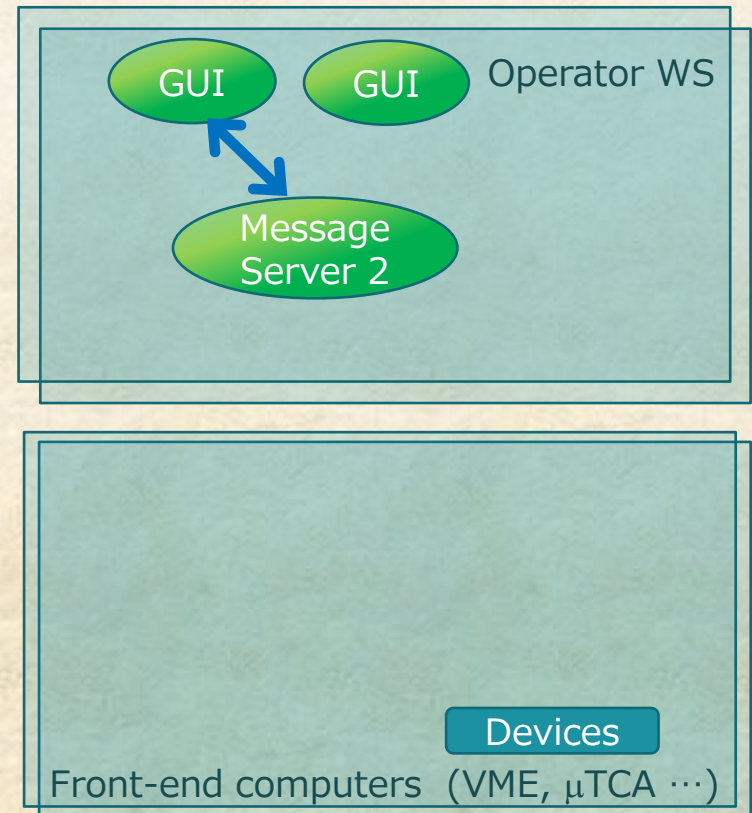 GUI
GUI
Operator WS
Message
Server 2
Devices
Front-end computers (VME, μTCA ⋯)